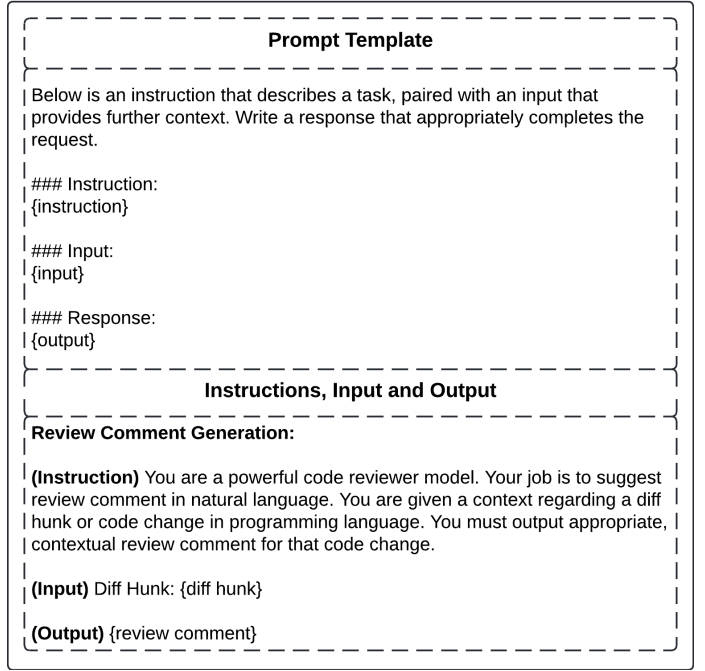 Prompt Template
Below is an instruction that describes a task, paired with an input that
provides further context. Write a response that appropriately completes the
request.
### Instruction:
{instruction}
### Input:
{input}
### Response:
{output}
Instructions, Input and Output
Review Comment Generation:
(Instruction) You are a powerful code reviewer model. Your job is to suggest
review comment in natural language. You are given a context regarding a diff
hunk or code change in programming language. You must output appropriate,
contextual review comment for that code change.
(Input) Diff Hunk: {diff hunk}
(Output) {review comment}